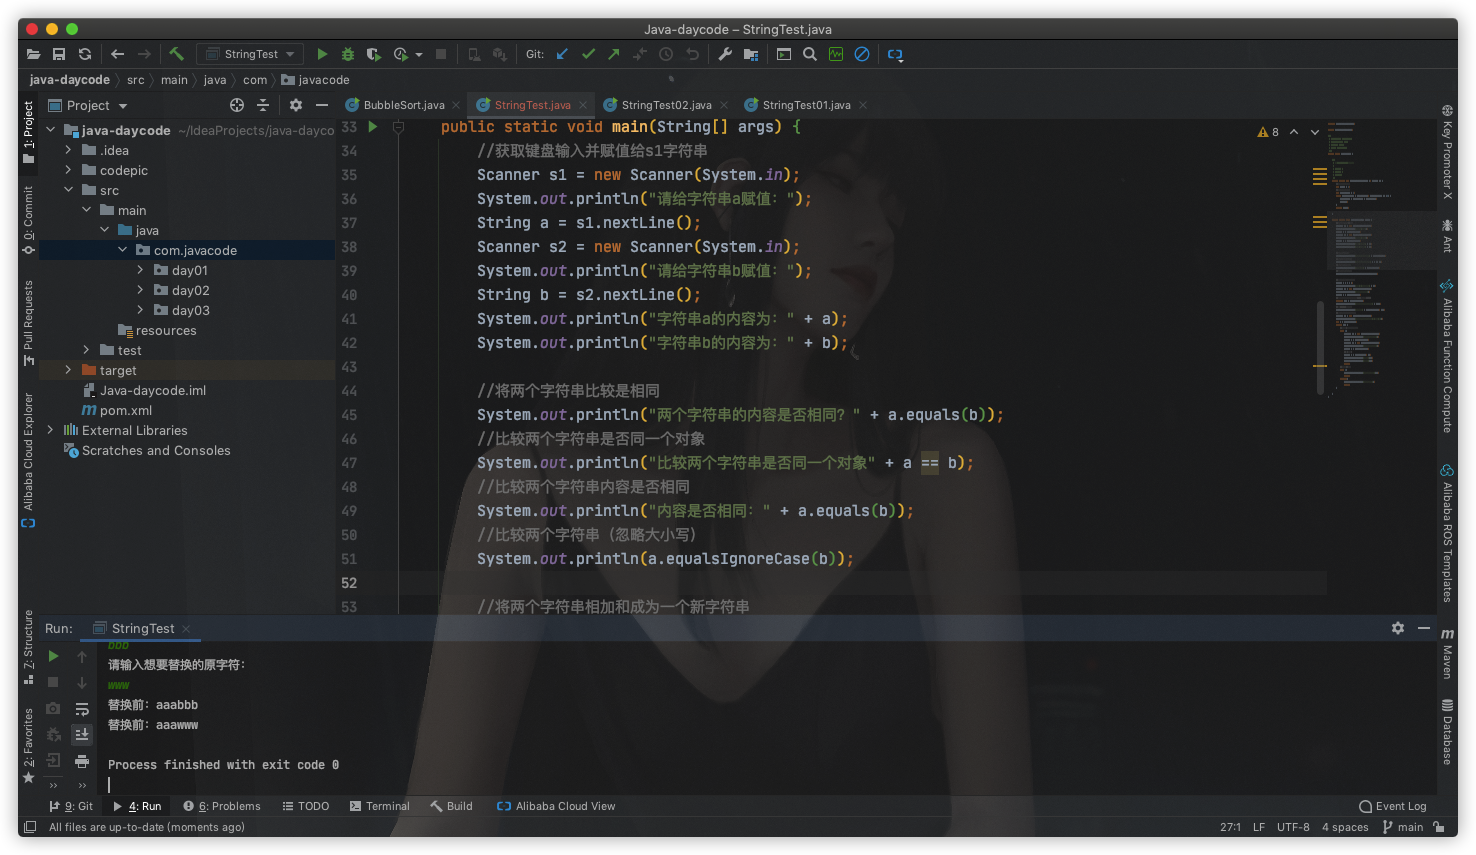 Java-daycode – StringTest.java
StringTest
Git:
java-daycode
src
main
java
com
javacode
Project
BubbleSort.java
StringTest.java
StringTest02.java
StringTest01.java
1: Project
0: Commit
Pull Requests
Alibaba Cloud Explorer
7: Structure
2: Favorites
java-daycode ~/IdeaProjects/java-dayco
.idea
codepic
src
main
java
com.javacode
day01
day02
day03
resources
test
target
Java-daycode.iml
pom.xml
External Libraries
Scratches and Consoles
8
33 public static void main(String[] args) {
34 //获取键盘输入并赋值给s1字符串
35 Scanner s1 = new Scanner(System.in);
36 System.out.println("请给字符串a赋值：");
37 String a = s1.nextLine();
38 Scanner s2 = new Scanner(System.in);
39 System.out.println("请给字符串b赋值：");
40 String b = s2.nextLine();
41 System.out.println("字符串a的内容为：" + a);
42 System.out.println("字符串b的内容为：" + b);
43
44 //将两个字符串比较是相同
45 System.out.println("两个字符串的内容是否相同？" + a.equals(b));
46 //比较两个字符串是否同一个对象
47 System.out.println("比较两个字符串是否同一个对象" + a == b);
48 //比较两个字符串内容是否相同
49 System.out.println("内容是否相同：" + a.equals(b));
50 //比较两个字符串（忽略大小写）
51 System.out.println(a.equalsIgnoreCase(b));
52
53 //将两个字符串相加和成为一个新字符串
Key Promoter X
Ant
Alibaba Function Compute
Alibaba ROS Templates
Maven
Database
Run:
StringTest
bbb
请输入想要替换的原字符：
www
替换前：aaabbb
替换前：aaawww
Process finished with exit code 0
9: Git
4: Run
6: Problems
TODO
Terminal
Build
Alibaba Cloud View
Event Log
All files are up-to-date (moments ago)
27:1
LF
UTF-8
4 spaces
main